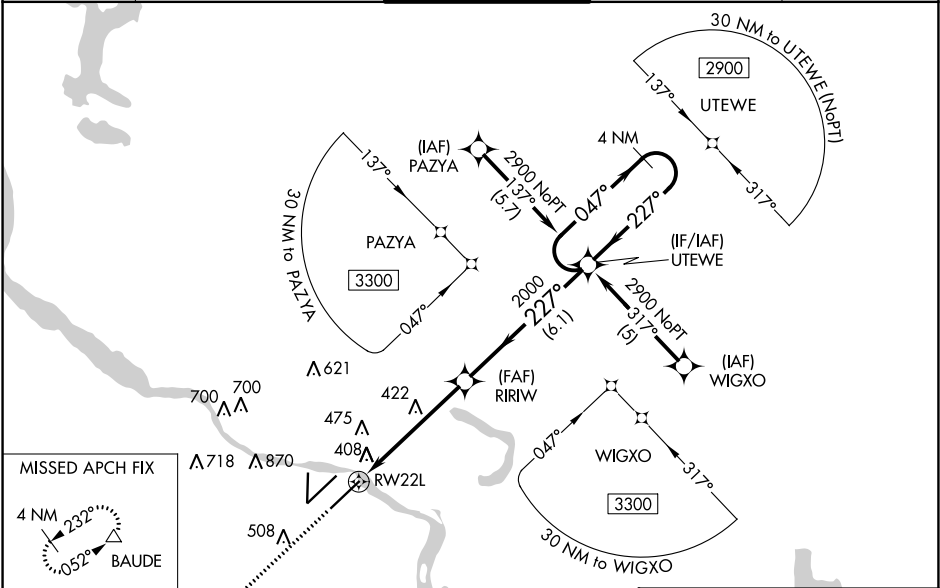 30 NM to UTEWE (NoPT)
2900
UTEWE
137°
317°
4 NM
(IAF)
PAZYA
2900 NoPT
137°
(5.7)
047°
227°
(IF/IAF)
UTEWE
137°
30 NM to PAZYA
PAZYA
3300
047°
2000
227°
(6.1)
2900 NoPT
317°
(5)
(IAF)
WIGXO
(FAF)
RIRIW
621
700
700
422
475
408
718
870
RW22L
508
047°
WIGXO
317°
3300
30 NM to WIGXO
MISSED APCH FIX
4 NM
232°
052°
BAUDE